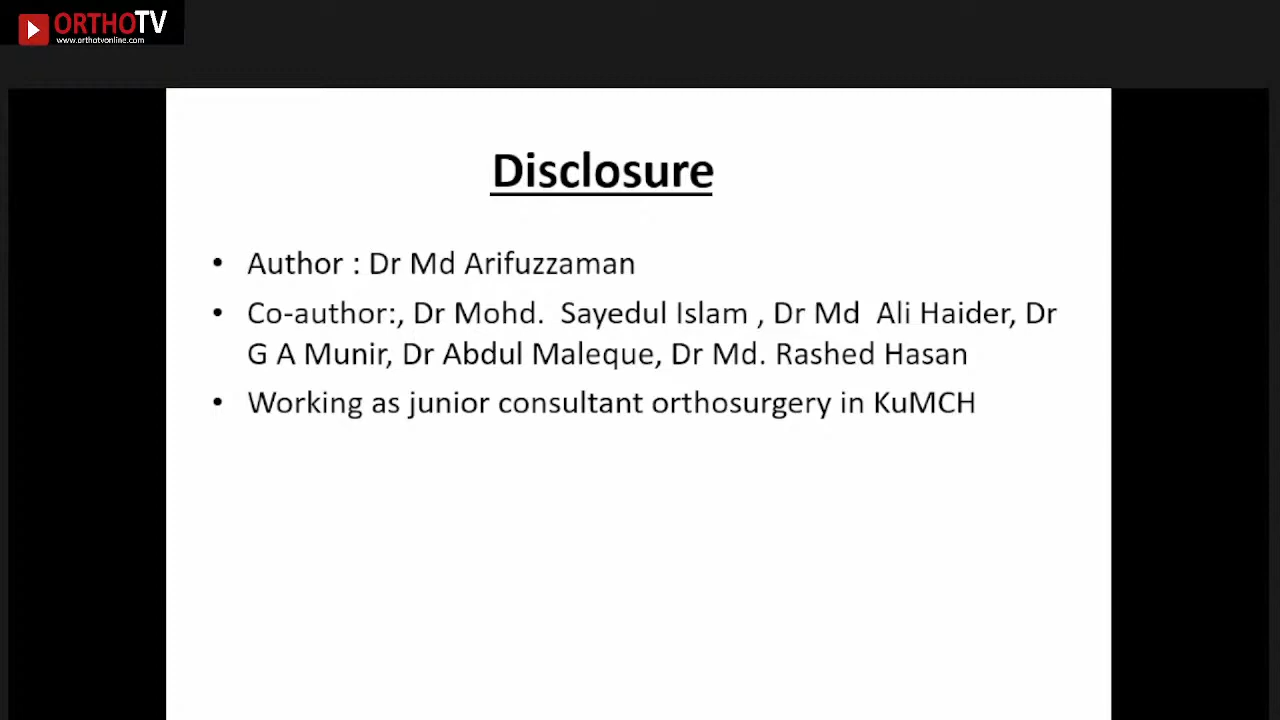 ORTHOTV
www.orthotvonline.com
Disclosure
• Author : Dr Md Arifuzzaman
• Co-author:, Dr Mohd. Sayedul Islam , Dr Md Ali Haider, Dr
G A Munir, Dr Abdul Maleque, Dr Md. Rashed Hasan
• Working as junior consultant orthosurgery in KuMCH